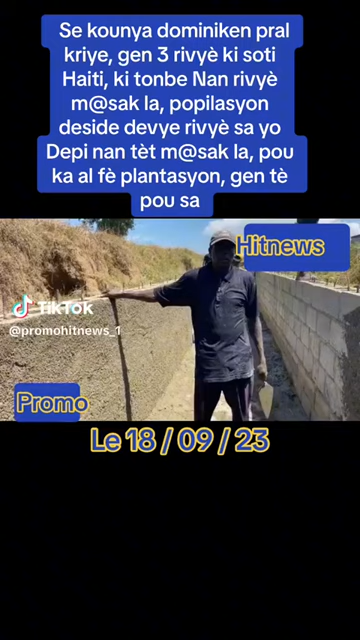 Se kounya dominiken pral
kriye, gen 3 rivyè ki soti
Haiti, ki tonbe Nan rivyè
m@sak la, popilasyon
deside devye rivyè sa yo
Depi nan tèt m@sak la, pou
ka al fè plantasyon, gen tè
pou sa
Hitnews
TikTok
@promohitnews_1
Promo
Le 18 / 09 / 23